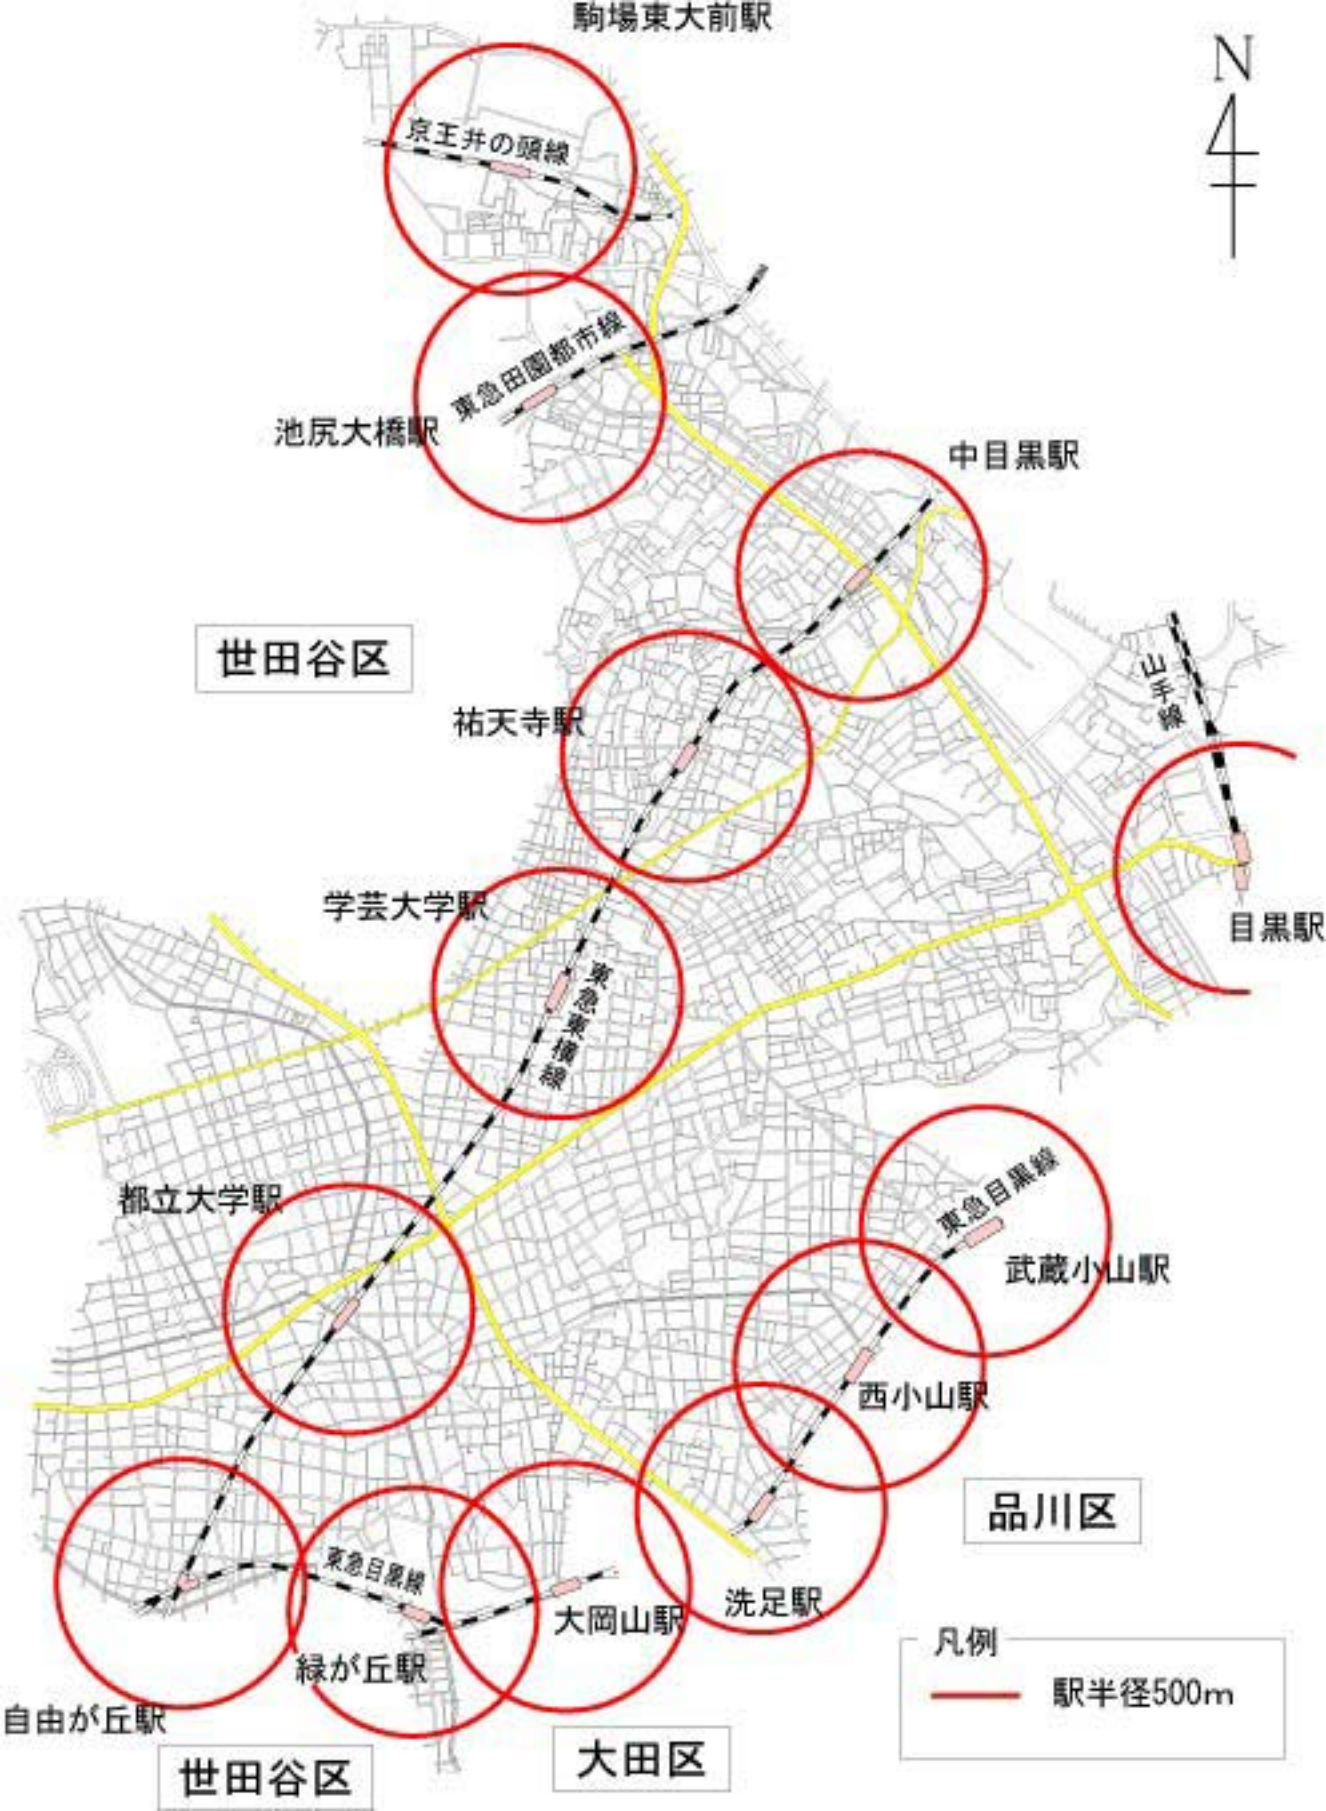 駒場東大前駅
N
京王井の頭線
東急田園都市線
池尻大橋駅
中目黒駅
世田谷区
山手線
祐天寺駅
学芸大学駅
目黒駅
東急東横線
都立大学駅
東急目黒線
武蔵小山駅
西小山駅
品川区
東急目黒線
洗足駅
大岡山駅
緑が丘駅
自由が丘駅
凡例
駅半径500m
大田区
世田谷区